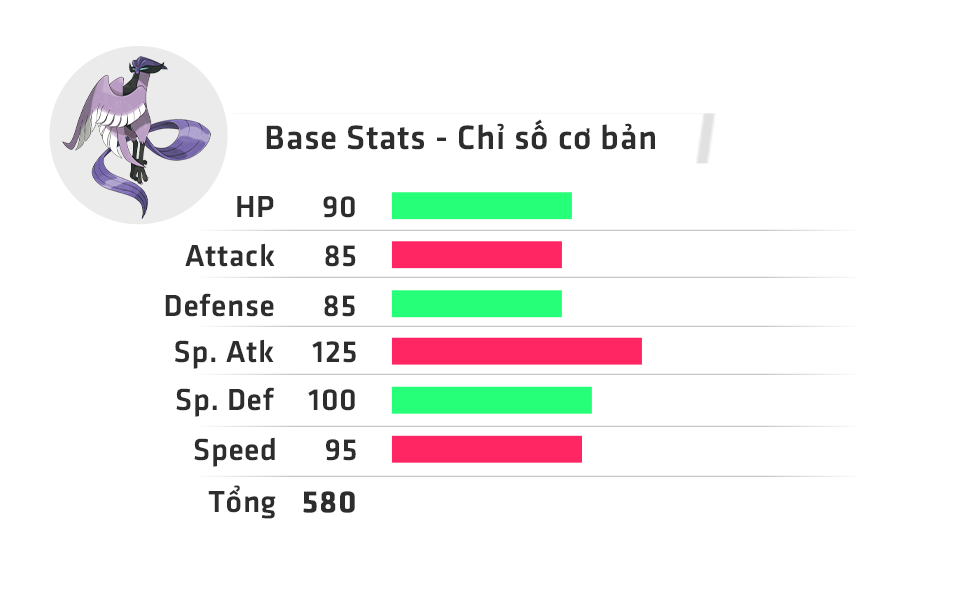 Base Stats - Chỉ số cơ bản
HP 90
Attack 85
Defense 85
Sp. Atk 125
Sp. Def 100
Speed 95
Tổng 580